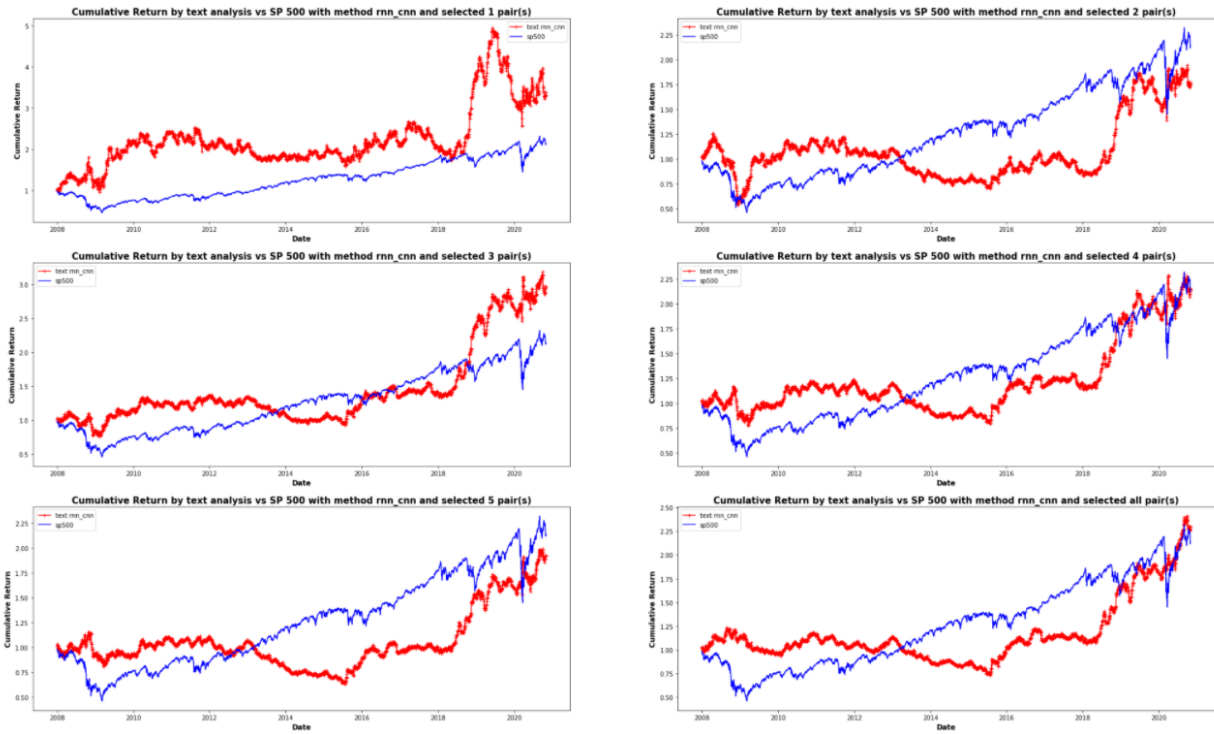 Cumulative Return by text analysis vs SP 500 with method rnn_cnn and selected 1 pair(s)
text rnn_cnn
sp500
5
4
3
2
1
Cumulative Return
2008 2010 2012 2014 2016 2018 2020
Date
Cumulative Return by text analysis vs SP 500 with method rnn_cnn and selected 2 pair(s)
text rnn_cnn
sp500
2.25
2.00
1.75
1.50
1.25
1.00
0.75
0.50
Cumulative Return
2008 2010 2012 2014 2016 2018 2020
Date
Cumulative Return by text analysis vs SP 500 with method rnn_cnn and selected 3 pair(s)
text rnn_cnn
sp500
3.0
2.5
2.0
1.5
1.0
0.5
Cumulative Return
2008 2010 2012 2014 2016 2018 2020
Date
Cumulative Return by text analysis vs SP 500 with method rnn_cnn and selected 4 pair(s)
text rnn_cnn
sp500
2.25
2.00
1.75
1.50
1.25
1.00
0.75
0.50
Cumulative Return
2008 2010 2012 2014 2016 2018 2020
Date
Cumulative Return by text analysis vs SP 500 with method rnn_cnn and selected 5 pair(s)
text rnn_cnn
sp500
2.25
2.00
1.75
1.50
1.25
1.00
0.75
0.50
Cumulative Return
2008 2010 2012 2014 2016 2018 2020
Date
Cumulative Return by text analysis vs SP 500 with method rnn_cnn and selected all pair(s)
text rnn_cnn
sp500
2.50
2.25
2.00
1.75
1.50
1.25
1.00
0.75
0.50
Cumulative Return
2008 2010 2012 2014 2016 2018 2020
Date